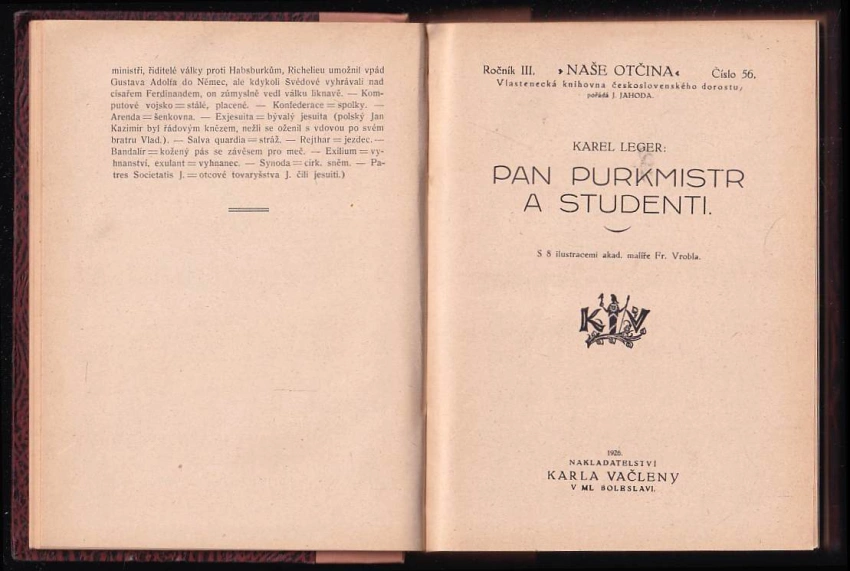 ministři, řiditelé války proti Habsburkům, Richelieu umožnil vpád
Gustava Adolfa do Němec, ale kdykoli Švédové vyhrávali nad
císařem Ferdinandem, on zúmyslně vedl válku liknavě. — Kom-
putové vojsko = stálé, placené. — Konfederace = spolky. —
Arenda = šenkovna. — Exjesuita = bývalý jesuita (polský Jan
Kazimír byl řádovým knězem, nežli se oženil s vdovou po svém
bratru Vlad.). — Salva quardia = stráž. — Rejthar = jezdec. —
Bandalír = kožený pás se závěsem pro meč. — Exilium = vy-
hnanství, exulant = vyhnanec. — Synoda = círk. sněm. — Pa-
tres Societatis J. = otcové tovaryšstva J. čili jesuiti.)
Ročník III. »NAŠE OTČINA« Číslo 56.
Vlastenecká knihovna československého dorostu,
pořádá J. JAHODA.
KAREL LEGER:
PAN PURKMISTR
A STUDENTI.
S 8 ilustracemi akad. malíře Fr. Vrobla.
K V
1926.
NAKLADATELSTVÍ
KARLA VAČLENY
V ML. BOLESLAVI.